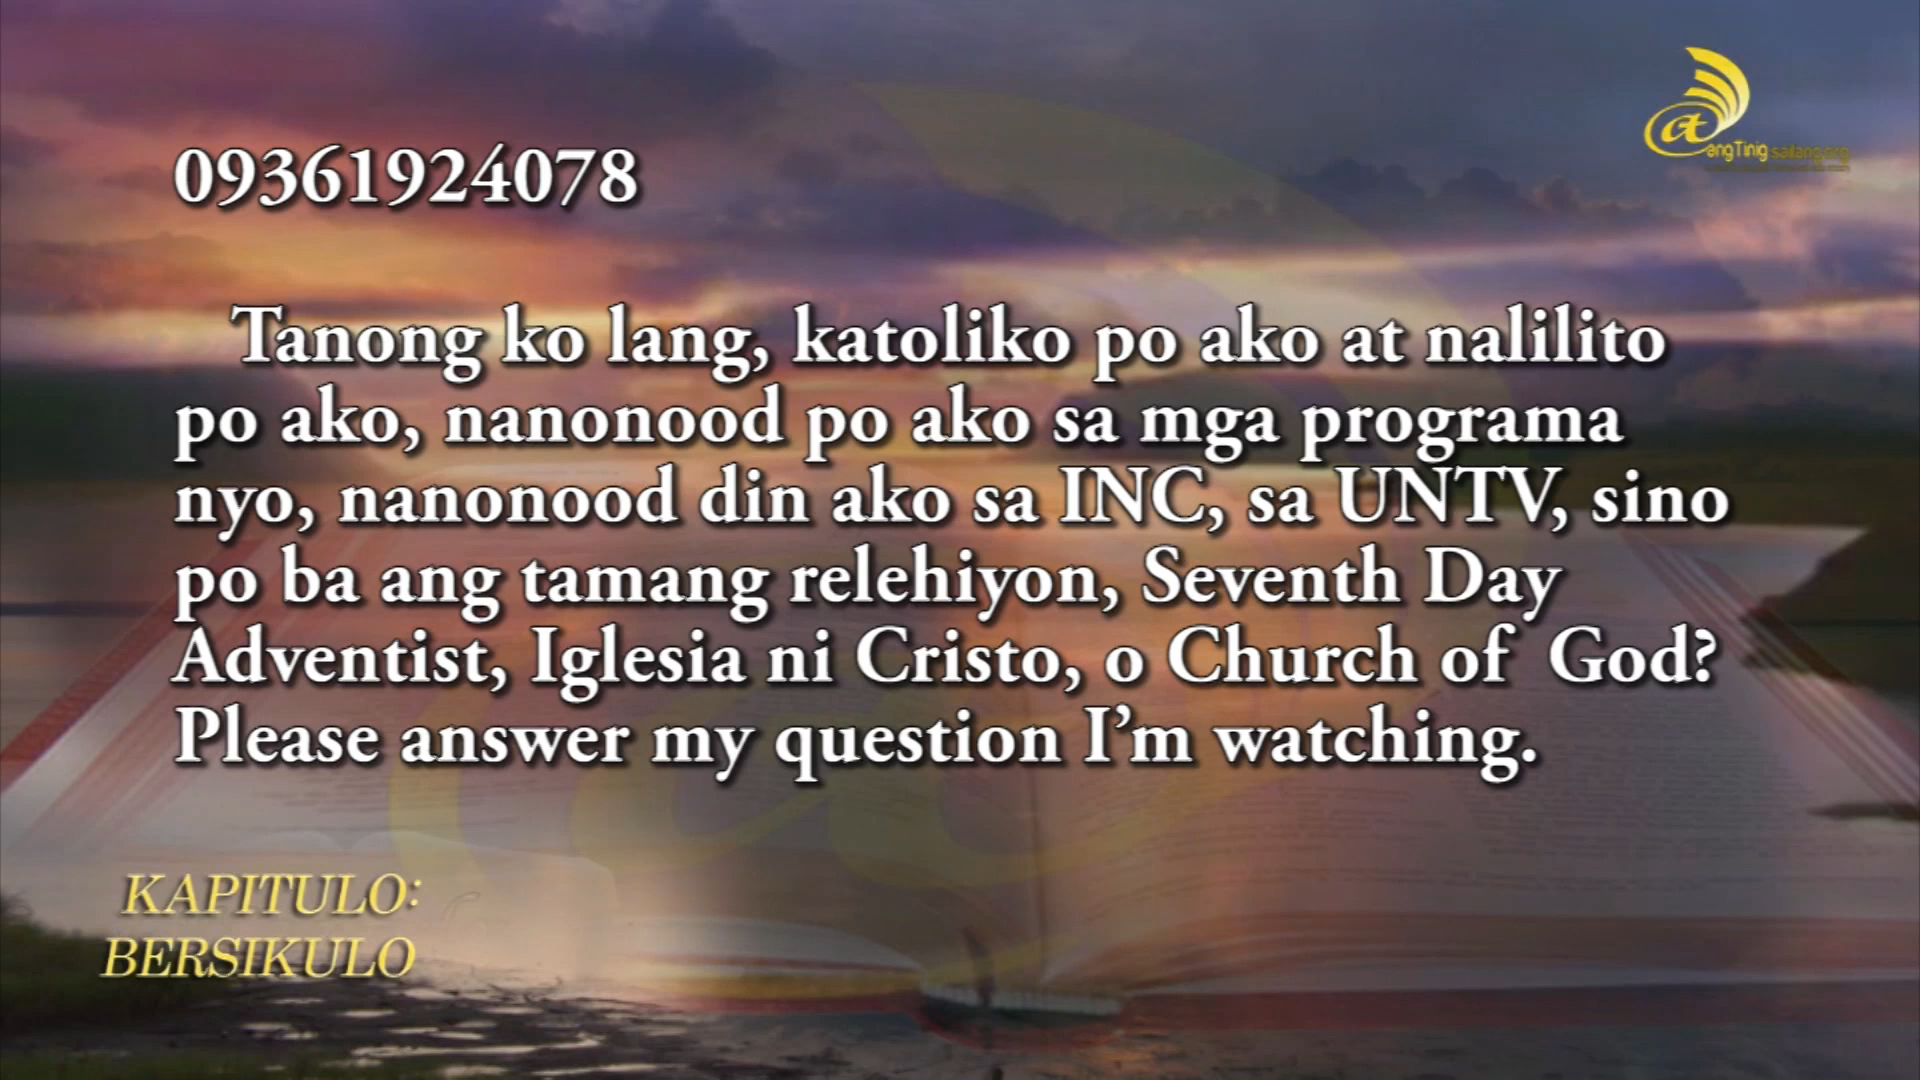 09361924078
angTinig sailang.org
Tanong ko lang, katoliko po ako at nalilito
po ako, nanonood po ako sa mga programa
nyo, nanonood din ako sa INC, sa UNTV, sino
po ba ang tamang relehiyon, Seventh Day
Adventist, Iglesia ni Cristo, o Church of God?
Please answer my question I'm watching.
KAPITULO:
BERSIKULO